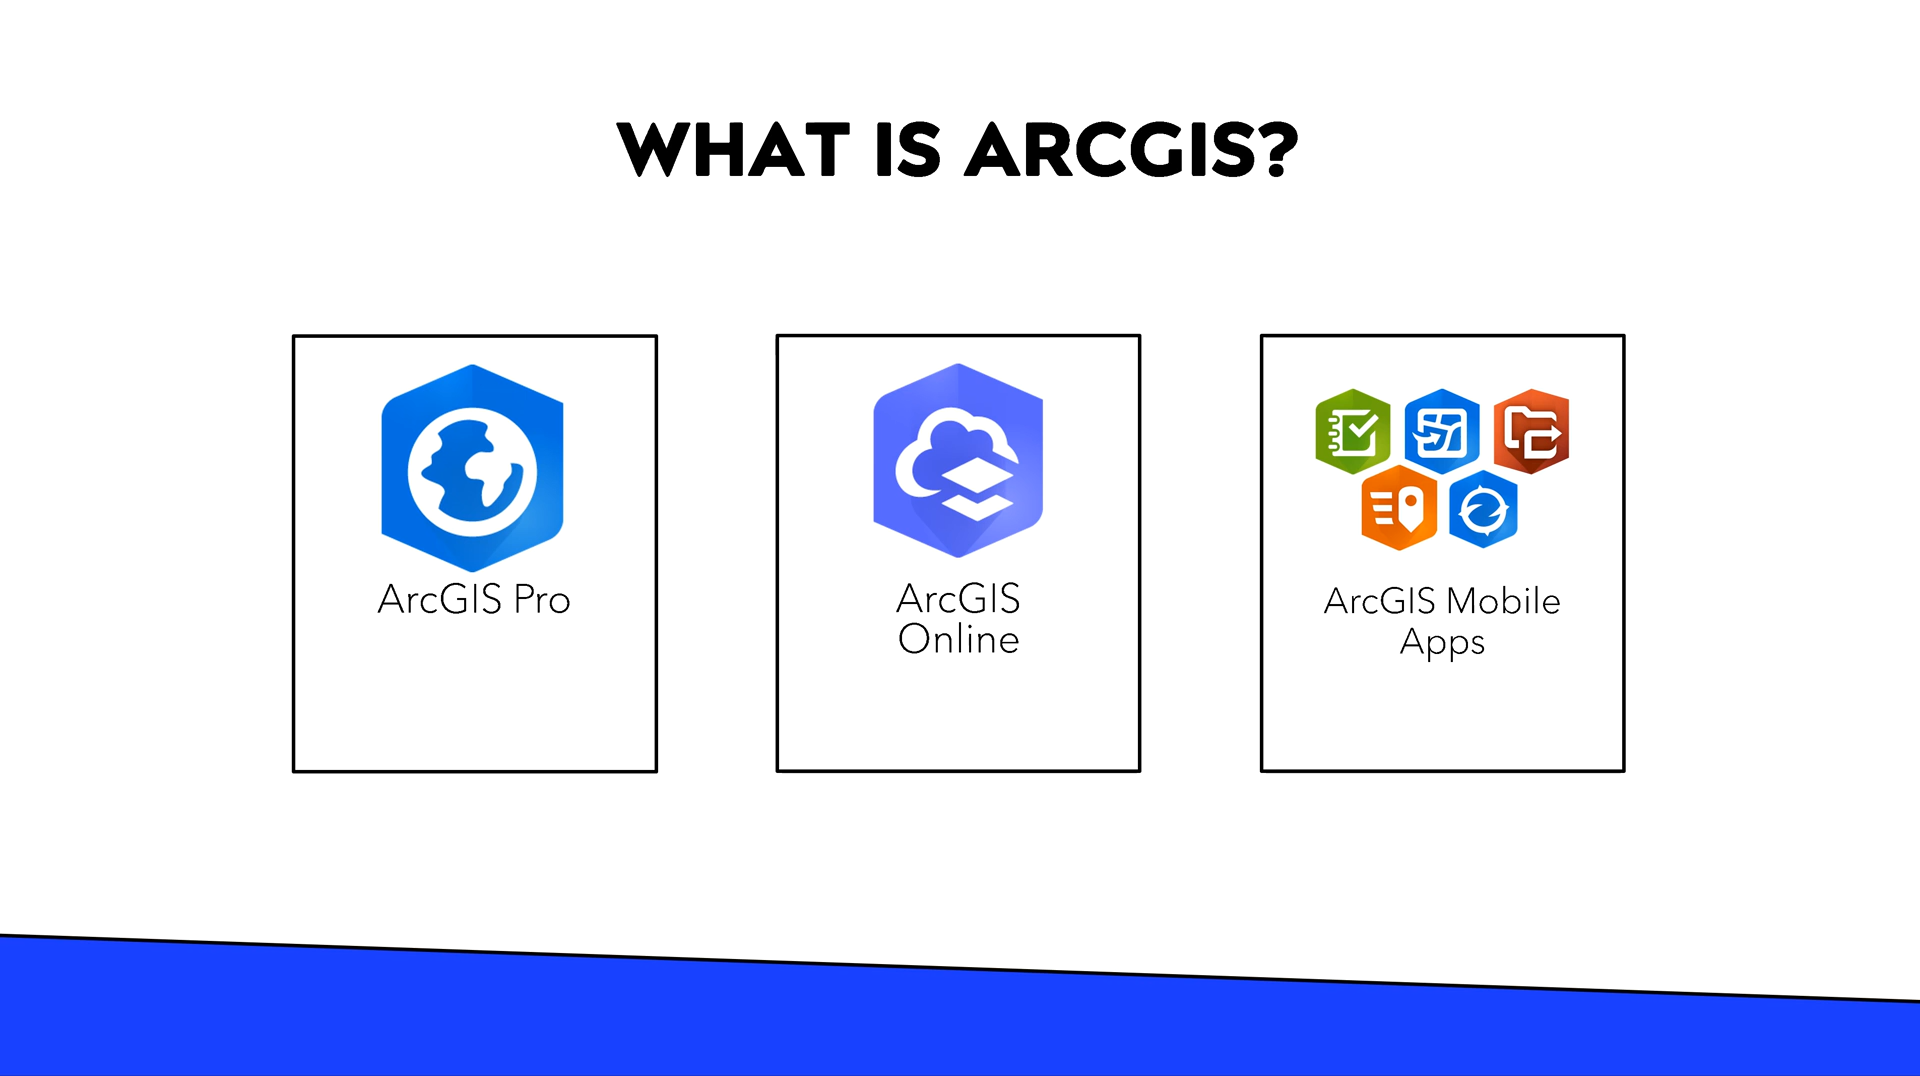 WHAT IS ARCGIS?
ArcGIS Pro
ArcGIS
Online
ArcGIS Mobile
Apps